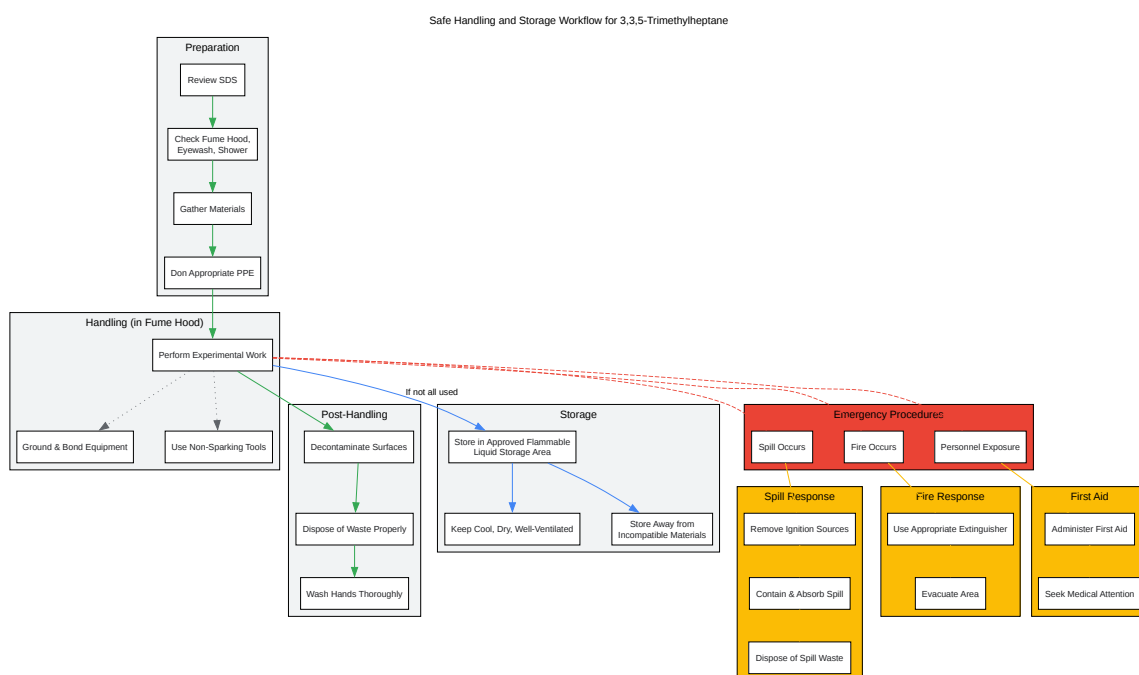 Safe Handling and Storage Workflow for 3,3,5-Trimethylheptane
Preparation
Review SDS
Check Fume Hood,
Eyewash, Shower
Gather Materials
Don Appropriate PPE
Handling (in Fume Hood)
Perform Experimental Work
Ground & Bond Equipment
Use Non-Sparking Tools
If not all used
Post-Handling
Decontaminate Surfaces
Dispose of Waste Properly
Wash Hands Thoroughly
Storage
Store in Approved Flammable
Liquid Storage Area
Keep Cool, Dry, Well-Ventilated
Store Away from
Incompatible Materials
Emergency Procedures
Spill Occurs
Fire Occurs
Personnel Exposure
Spill Response
Remove Ignition Sources
Contain & Absorb Spill
Dispose of Spill Waste
Fire Response
Use Appropriate Extinguisher
Evacuate Area
First Aid
Administer First Aid
Seek Medical Attention